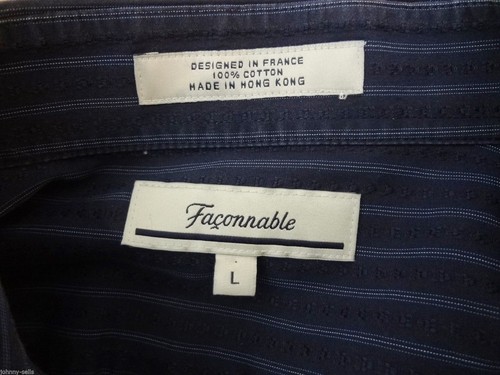 DESIGNED IN FRANCE
100% COTTON
MADE IN HONG KONG
Façonnable
L
johnny-sells